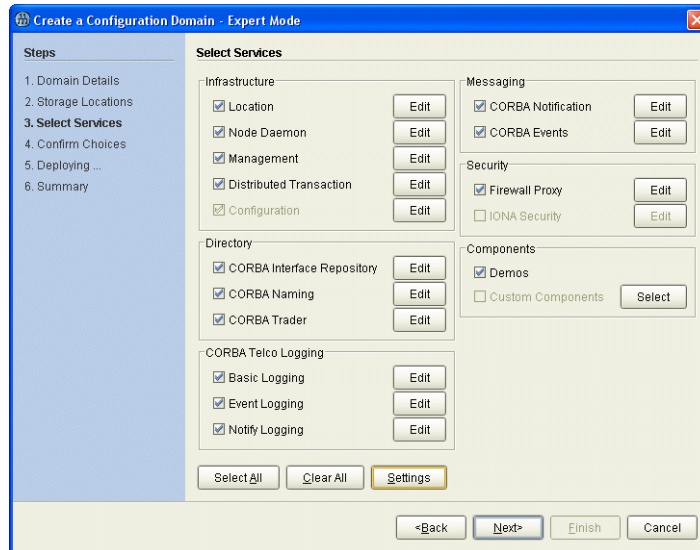 Create a Configuration Domain - Expert Mode
Steps
1. Domain Details
2. Storage Locations
3. Select Services
4. Confirm Choices
5. Deploying ...
6. Summary
Select Services
Infrastructure
Location Edit
Node Daemon Edit
Management Edit
Distributed Transaction Edit
Configuration Edit
Directory
CORBA Interface Repository Edit
CORBA Naming Edit
CORBA Trader Edit
CORBA Telco Logging
Basic Logging Edit
Event Logging Edit
Notify Logging Edit
Messaging
CORBA Notification Edit
CORBA Events Edit
Security
Firewall Proxy Edit
IONA Security Edit
Components
Demos
Custom Components Select
Select All Clear All Settings
<Back Next> Finish Cancel